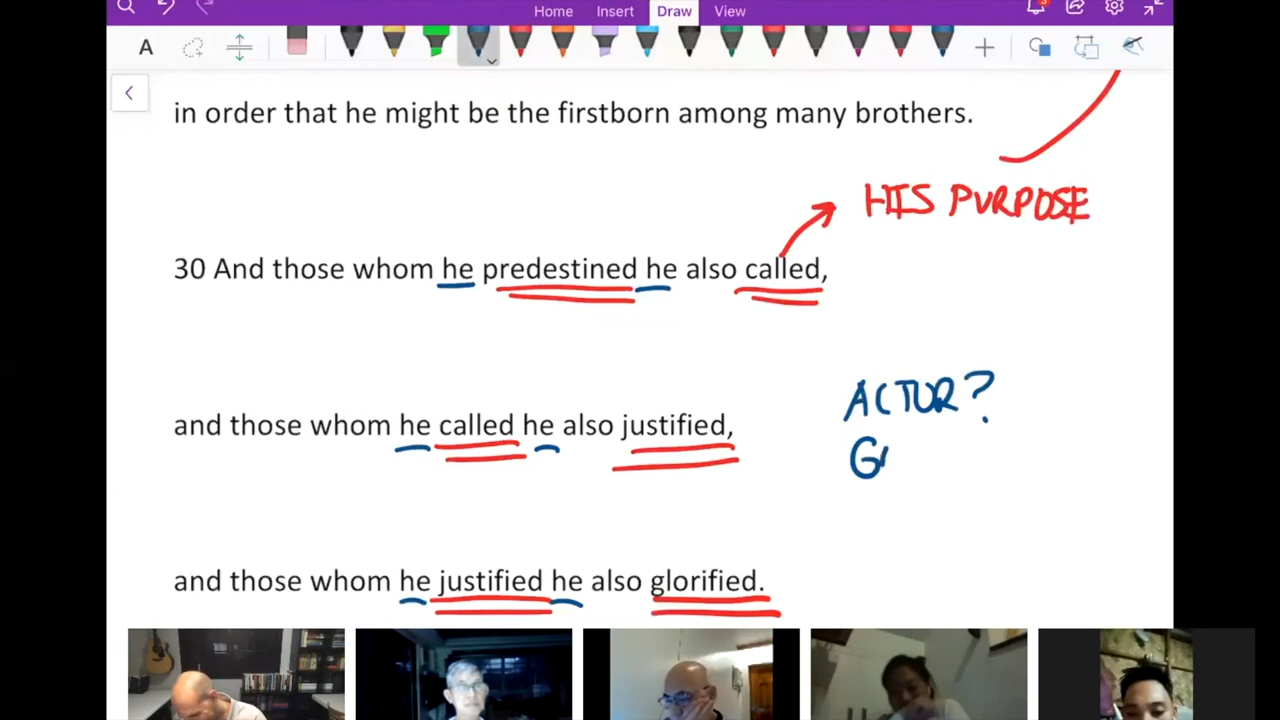 Home Insert Draw View
A
in order that he might be the firstborn among many brothers.
HIS PURPOSE
30 And those whom he predestined he also called,
ACTOR?
and those whom he called he also justified,
G
and those whom he justified he also glorified.